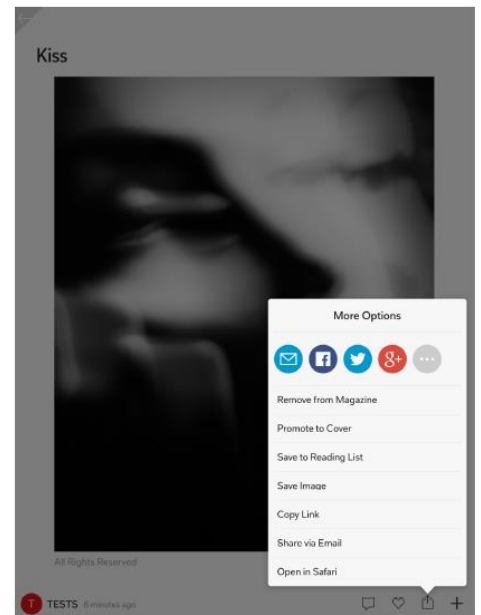 Kiss
More Options
8+
Remove from Magazine
Promote to Cover
Save to Reading List
Save Image
Copy Link
Share via Email
Open in Safari
All Rights Reserved
T TESTS 6 minutes ago